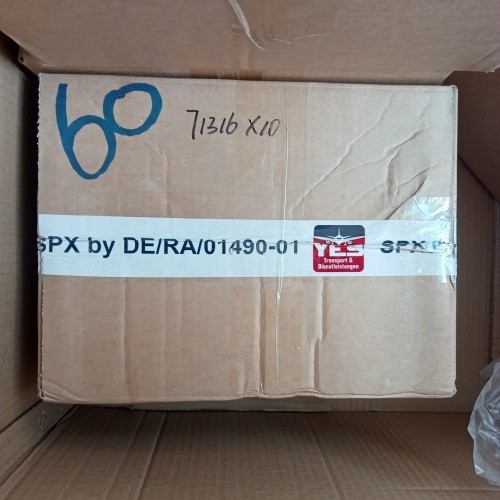 60
71316 X10
SPX by DE/RA/01490-01
YES
Transport &
Dienstleistungen
SPX